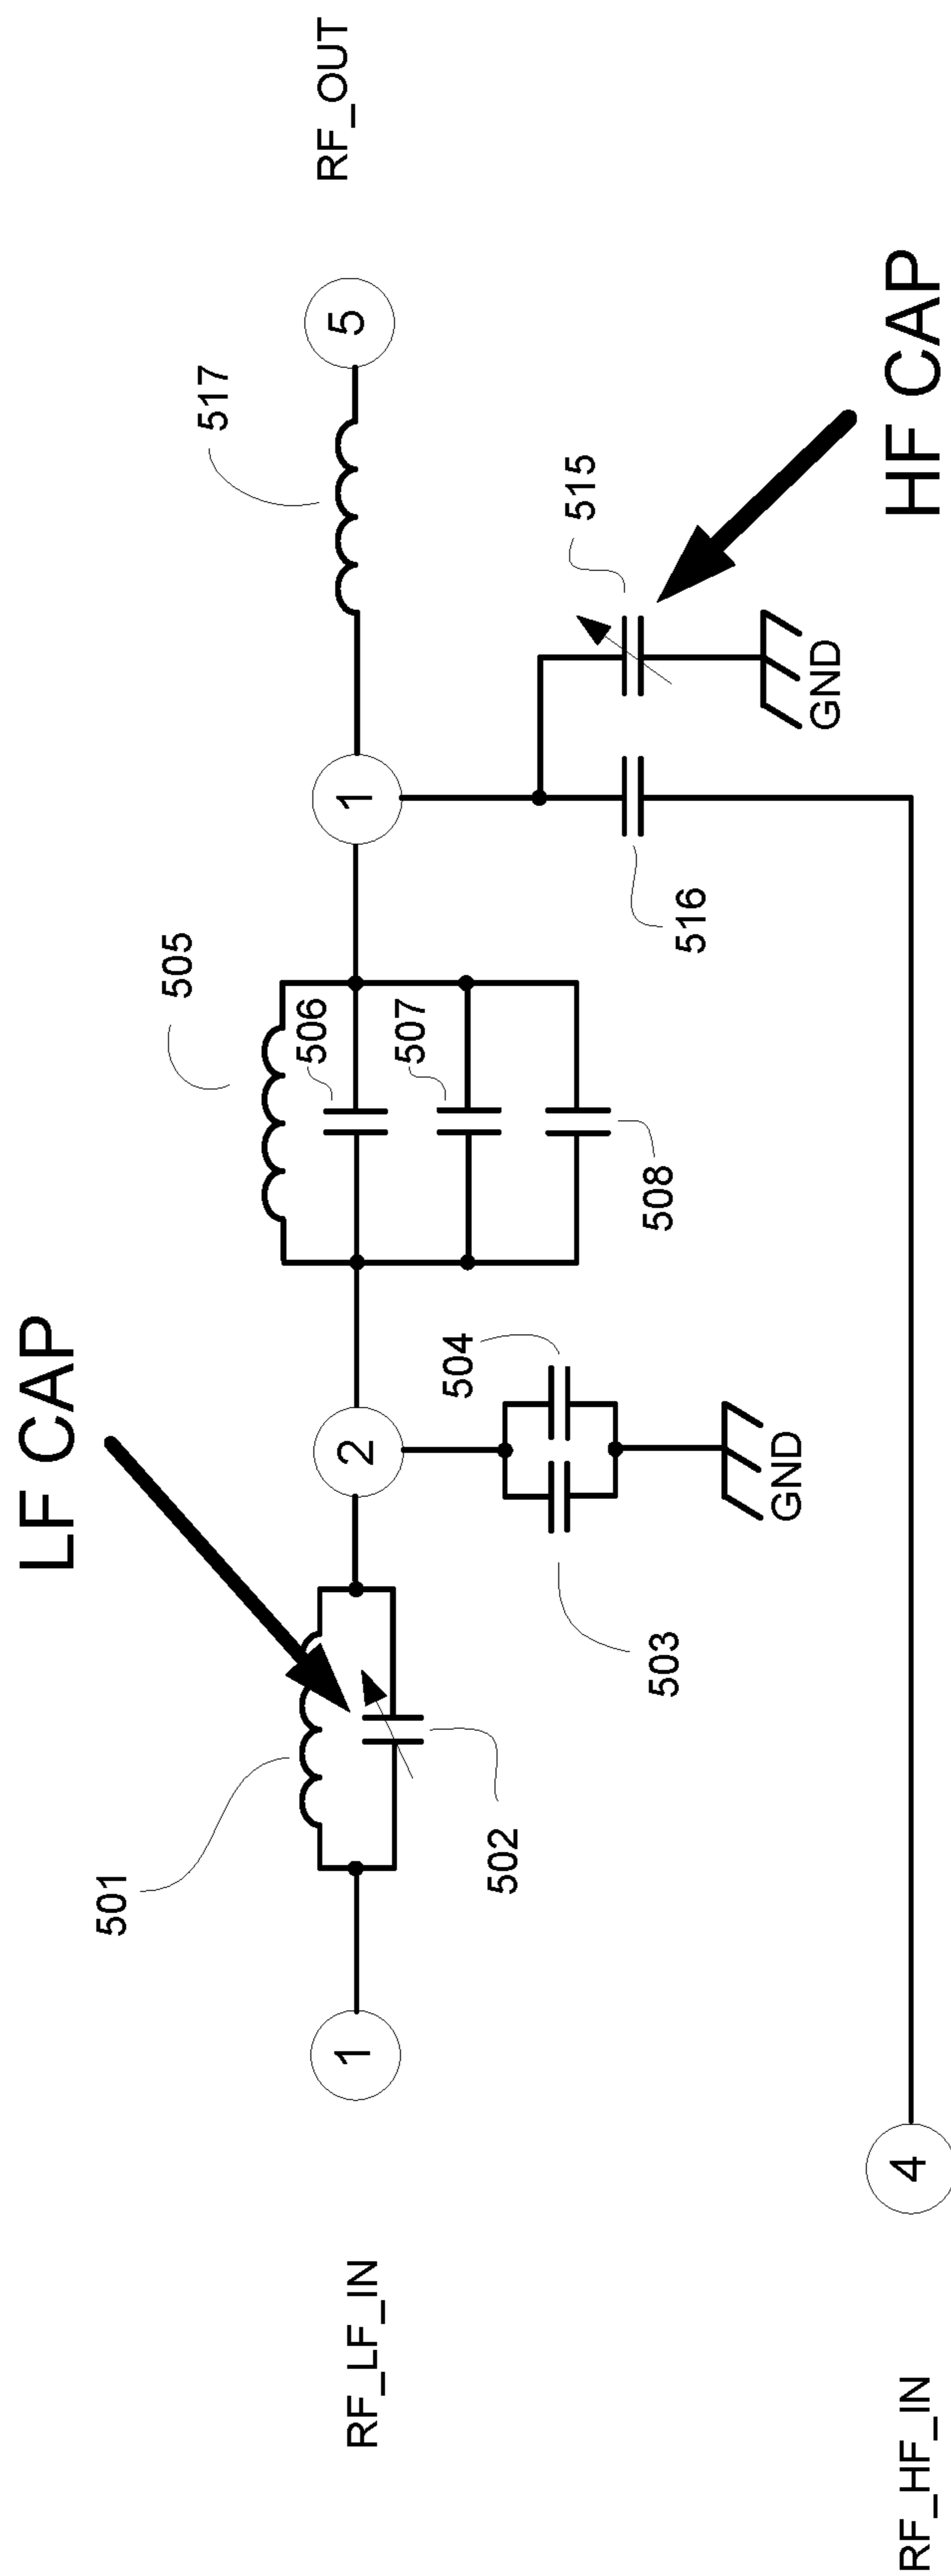 LF CAP
501
505
517
RF_OUT
RF_LF_IN
1
2
506
1
5
507
502
504
515
503
508
516
GND
GND
HF CAP
RF_HF_IN
4